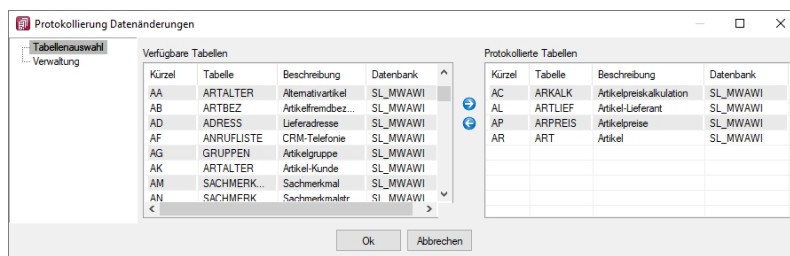 Protokollierung Datenänderungen
Tabellenauswahl
Verwaltung
Verfügbare Tabellen
Kürzel Tabelle Beschreibung Datenbank
AA ARTALTER Alternativartikel SL_MWAWI
AB ARTBEZ Artikelfremdbez... SL_MWAWI
AD ADRESS Lieferadresse SL_MWAWI
AF ANRUFLISTE CRM-Telefonie SL_MWAWI
AG GRUPPEN Artikelgruppe SL_MWAWI
AK ARTALTER Artikel-Kunde SL_MWAWI
AM SACHMERK... Sachmerkmal SL_MWAWI
AN SACHMERK Sachmerkmalstr SL_MWAWI
Protokollierte Tabellen
Kürzel Tabelle Beschreibung Datenbank
AC ARKALK Artikelpreiskalkulation SL_MWAWI
AL ARTLIEF Artikel-Lieferant SL_MWAWI
AP ARPREIS Artikelpreise SL_MWAWI
AR ART Artikel SL_MWAWI
Ok Abbrechen